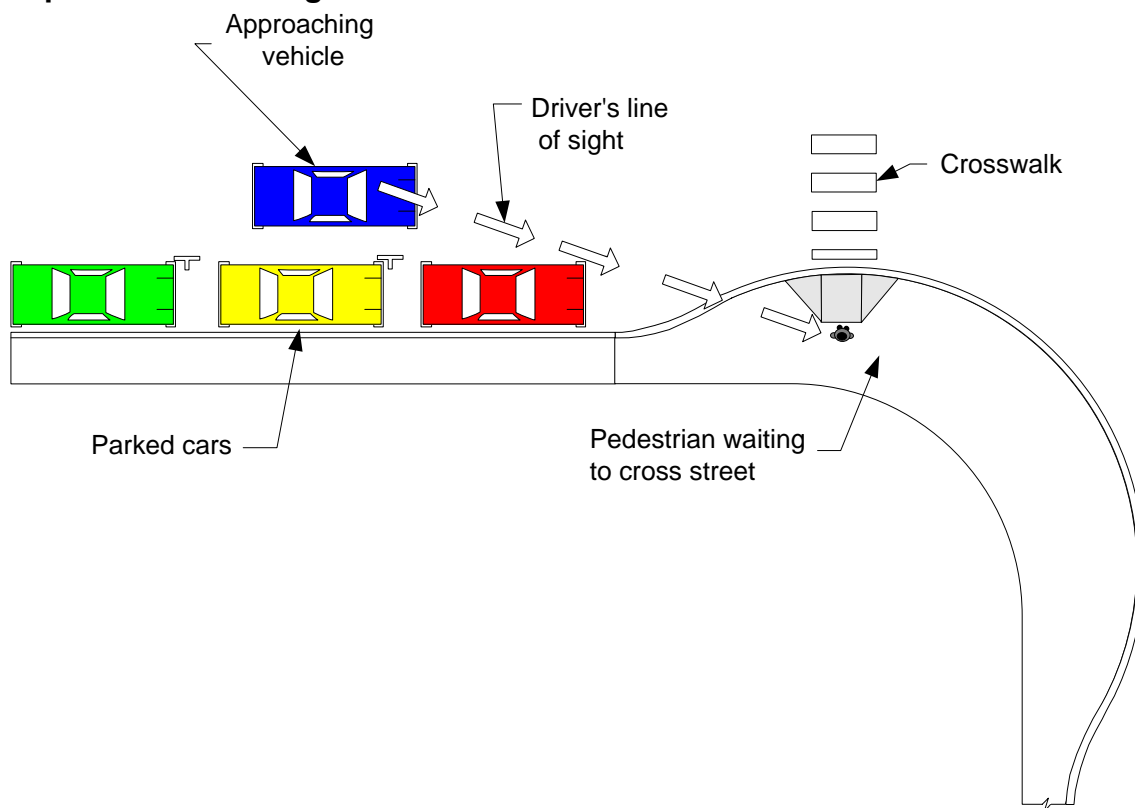 Approaching
vehicle
Driver's line
of sight
Crosswalk
Parked cars
Pedestrian waiting
to cross street